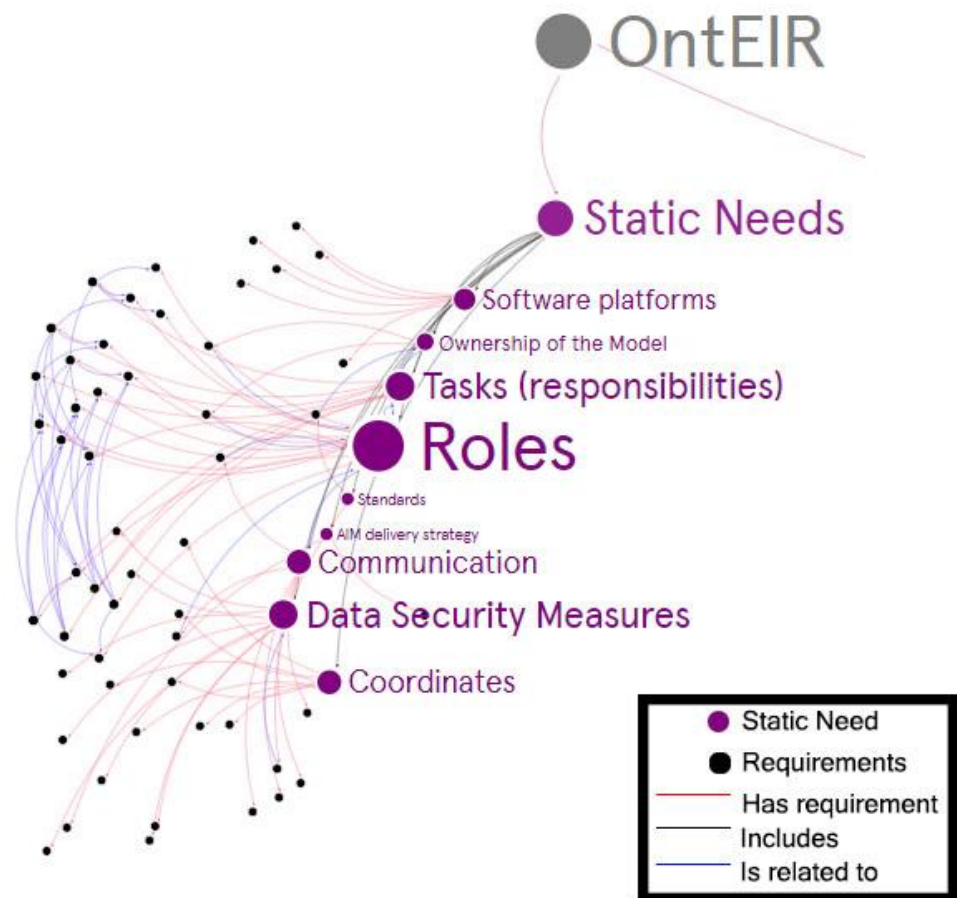 OntEIR
Static Needs
Software platforms
Ownership of the Model
Tasks (responsibilities)
Roles
Standards
AIM delivery strategy
Communication
Data Security Measures
Coordinates
Static Need
Requirements
Has requirement
Includes
Is related to